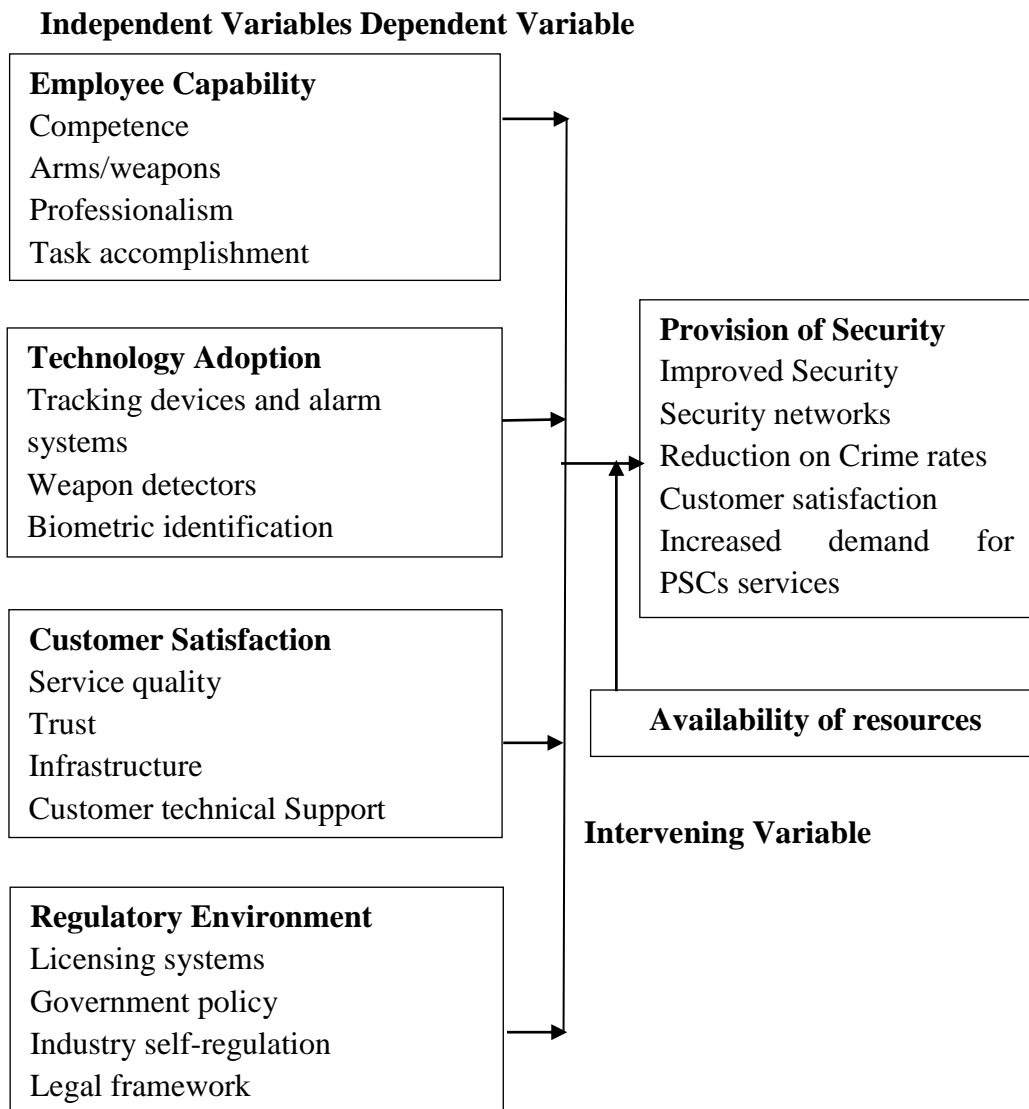 Independent Variables Dependent Variable
Employee Capability
Competence
Arms/weapons
Professionalism
Task accomplishment
Technology Adoption
Tracking devices and alarm
systems
Weapon detectors
Biometric identification
Customer Satisfaction
Service quality
Trust
Infrastructure
Customer technical Support
Regulatory Environment
Licensing systems
Government policy
Industry self-regulation
Legal framework
Provision of Security
Improved Security
Security networks
Reduction on Crime rates
Customer satisfaction
Increased demand for
PSCs services
Availability of resources
Intervening Variable